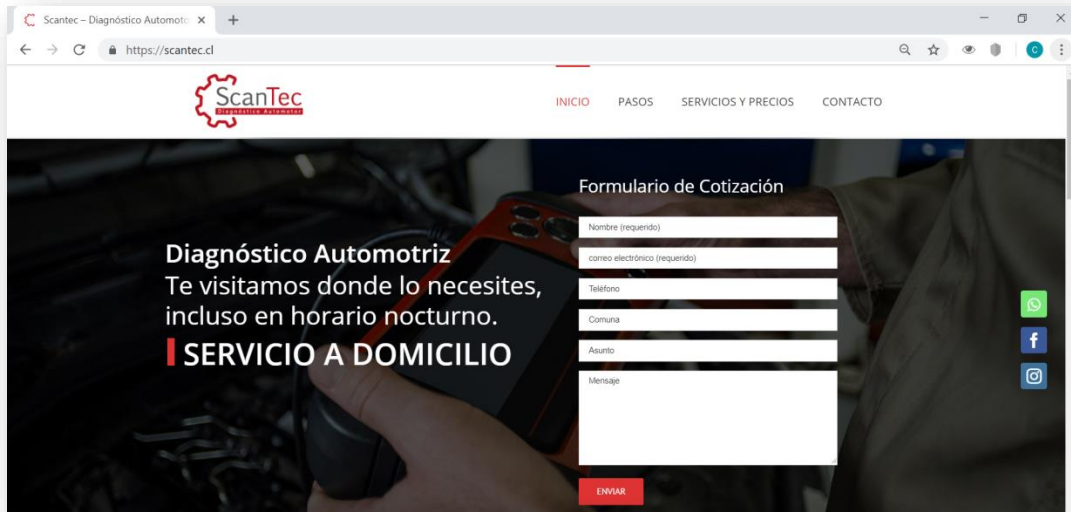 Scantec – Diagnóstico Automoto
https://scantec.cl
C
ScanTec
Diagnóstico Automotor
INICIO PASOS SERVICIOS Y PRECIOS CONTACTO
Formulario de Cotización
Nombre (requerido)
correo electrónico (requerido)
Teléfono
Comuna
Asunto
Mensaje
ENVIAR
Diagnóstico Automotriz
Te visitamos donde lo necesites,
incluso en horario nocturno.
SERVICIO A DOMICILIO